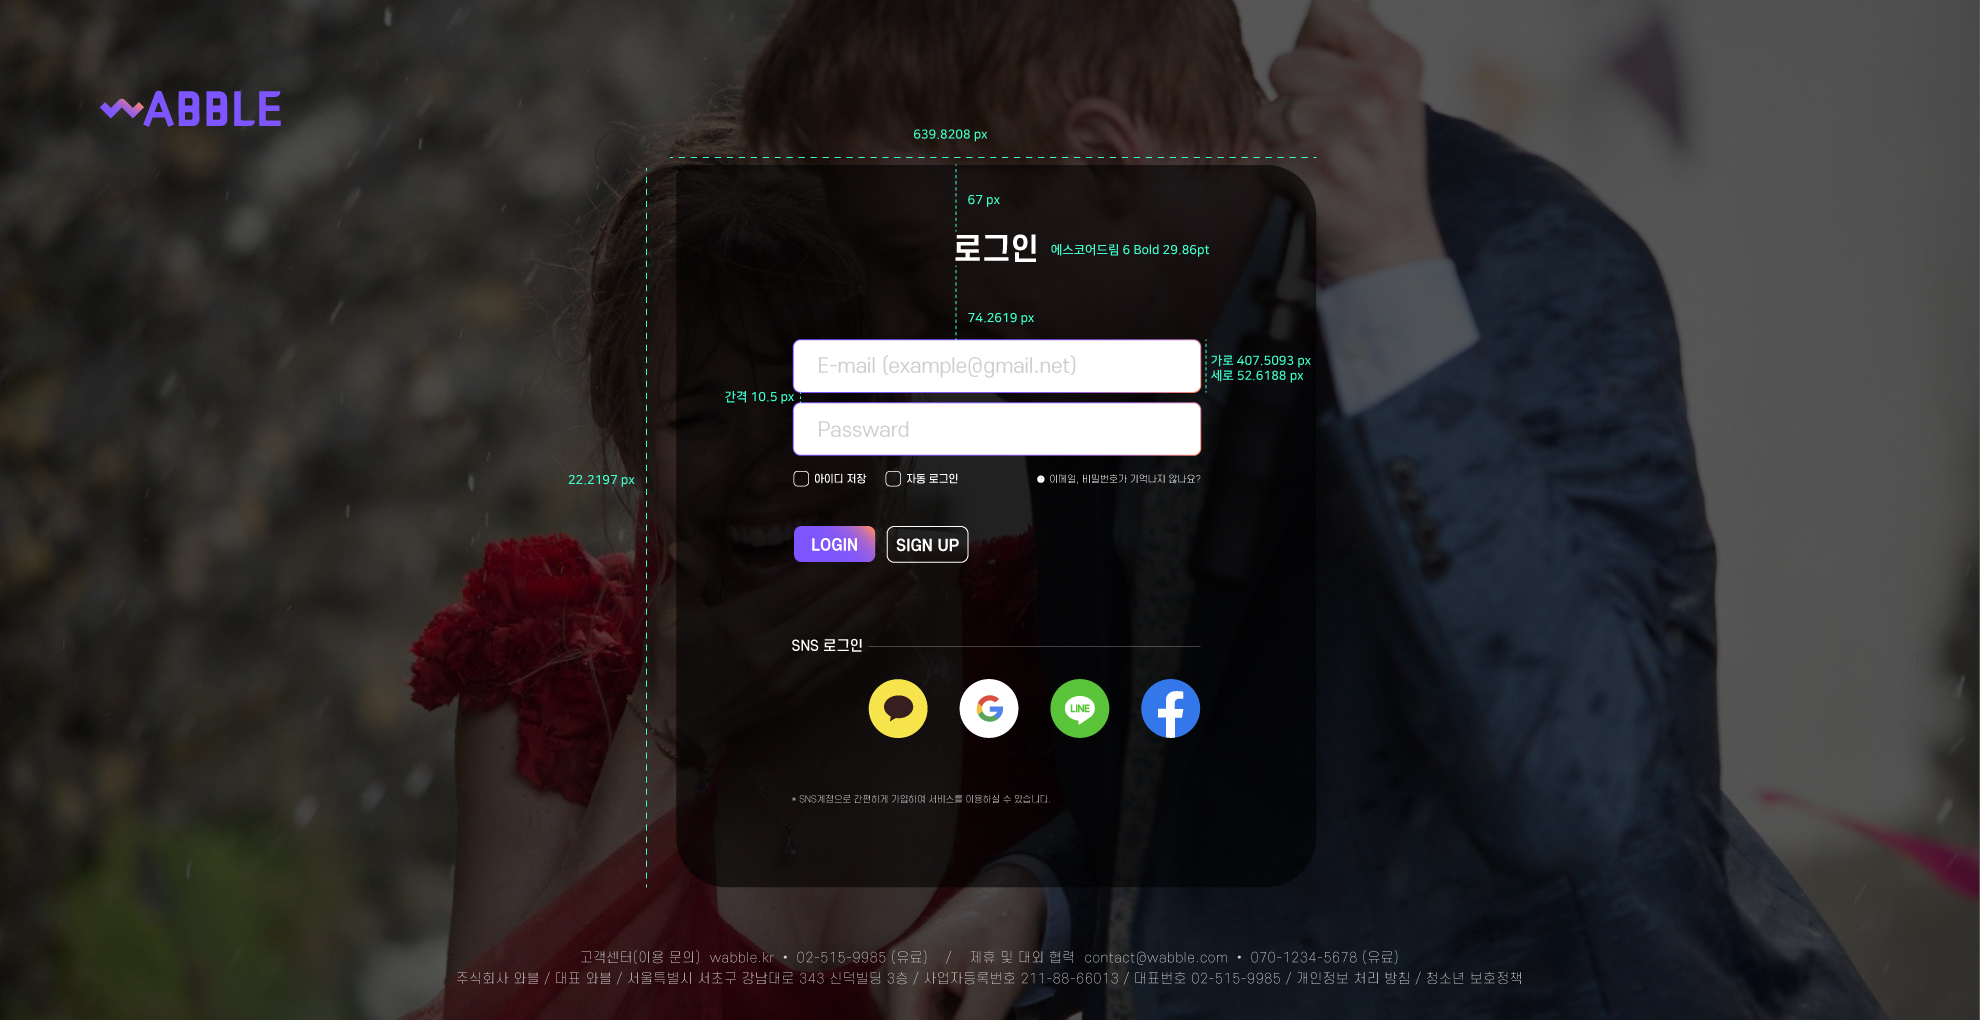 WABBLE
639.8208 px
67 px
로그인 에스코어드림 6 Bold 29.86pt
74.2619 px
E-mail (example@gmail.net)
가로 407.5093 px
세로 52.6188 px
간격 10.5 px
Passward
22.2197 px
아이디 저장 자동 로그인 ● 이메일, 비밀번호가 기억나지 않나요?
LOGIN SIGN UP
SNS 로그인
G LINE f
* SNS계정으로 간편하게 가입하여 서비스를 이용하실 수 있습니다.
고객센터(이용 문의) wabble.kr • 02-515-9985 (유료) / 제휴 및 대외 협력 contact@wabble.com • 070-1234-5678 (유료)
주식회사 와블 / 대표 와블 / 서울특별시 서초구 강남대로 343 신덕빌딩 3층 / 사업자등록번호 211-88-66013 / 대표번호 02-515-9985 / 개인정보 처리 방침 / 청소년 보호정책